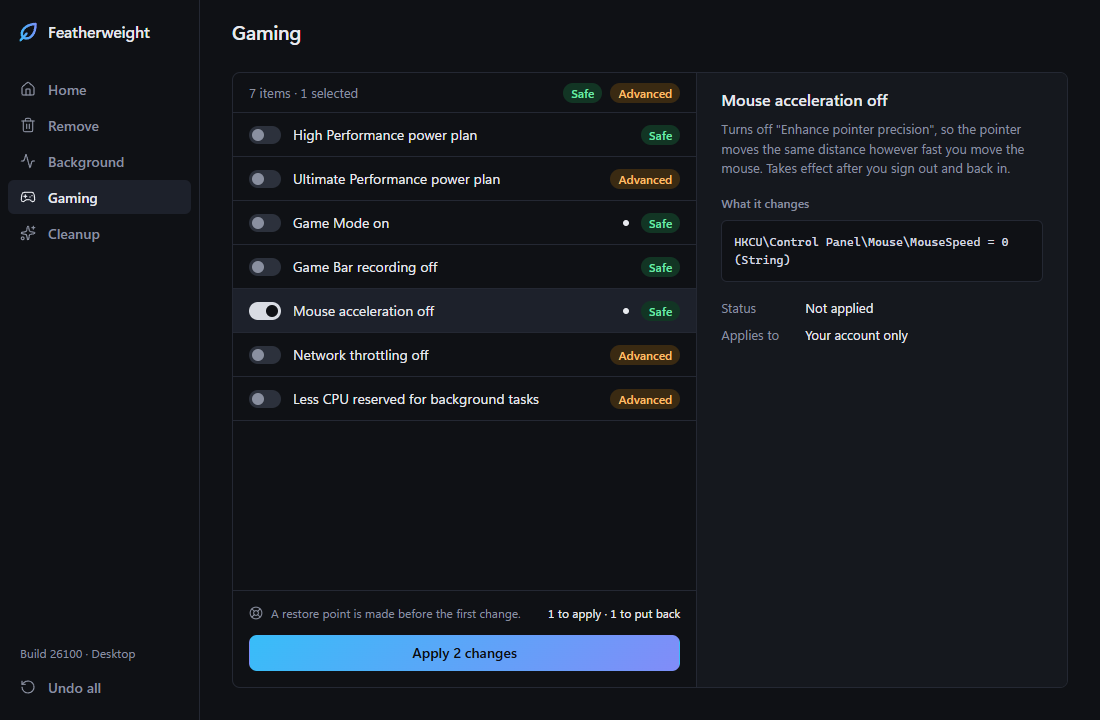 Featherweight
Home
Remove
Background
Gaming
Cleanup
Build 26100 · Desktop
Undo all
Gaming
7 items · 1 selected
Safe
Advanced
High Performance power plan
Safe
Ultimate Performance power plan
Advanced
Game Mode on
Safe
Game Bar recording off
Safe
Mouse acceleration off
Safe
Network throttling off
Advanced
Less CPU reserved for background tasks
Advanced
A restore point is made before the first change.
1 to apply · 1 to put back
Apply 2 changes
Mouse acceleration off
Turns off "Enhance pointer precision", so the pointer
moves the same distance however fast you move the
mouse. Takes effect after you sign out and back in.
What it changes
HKCU\Control Panel\Mouse\MouseSpeed = 0
(String)
Status
Not applied
Applies to
Your account only